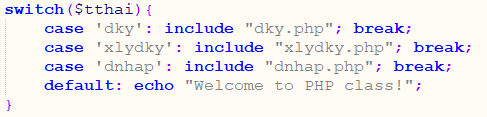 switch($tthai){
case 'dky': include "dky.php"; break;
case 'xlydky': include "xlydky.php"; break;
case 'dnhap': include "dnhap.php"; break;
default: echo "Welcome to PHP class!";
}